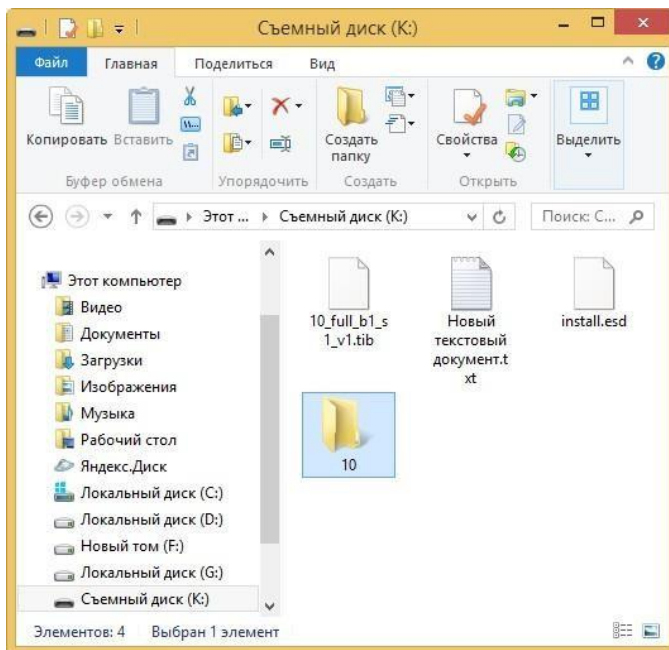 Съемный диск (K:)
Файл Главная Поделиться Вид
Копировать Вставить
Буфер обмена
Упорядочить
Создать папку
Создать
Свойства
Открыть
Выделить
Этот ... Съемный диск (K:)
Поиск: С...
Этот компьютер
Видео
Документы
Загрузки
Изображения
Музыка
Рабочий стол
Яндекс.Диск
Локальный диск (C:)
Локальный диск (D:)
Новый том (F:)
Локальный диск (G:)
Съемный диск (K:)
10_full_b1_s
1_v1.tib
Новый
текстовый
документ.t
xt
install.esd
10
Элементов: 4 Выбран 1 элемент